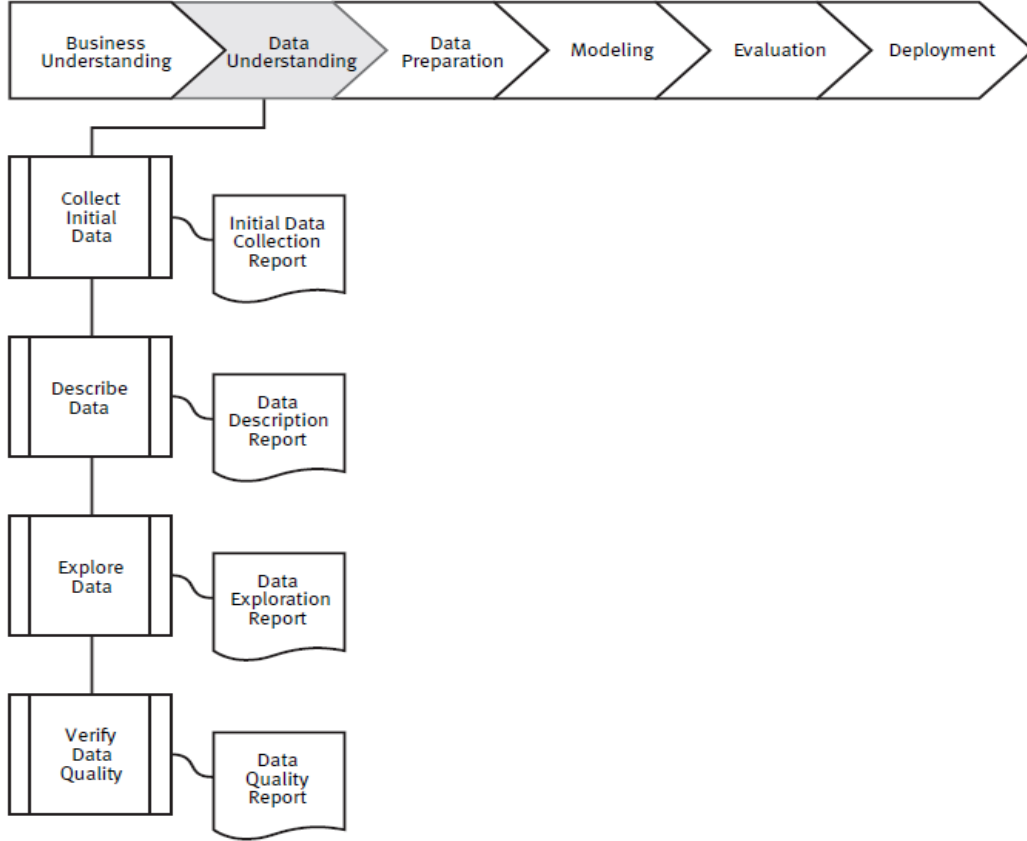 Business
Understanding
Data
Understanding
Data
Preparation
Modeling
Evaluation
Deployment
Collect
Initial
Data
Initial Data
Collection
Report
Describe
Data
Data
Description
Report
Explore
Data
Data
Exploration
Report
Verify
Data
Quality
Data
Quality
Report